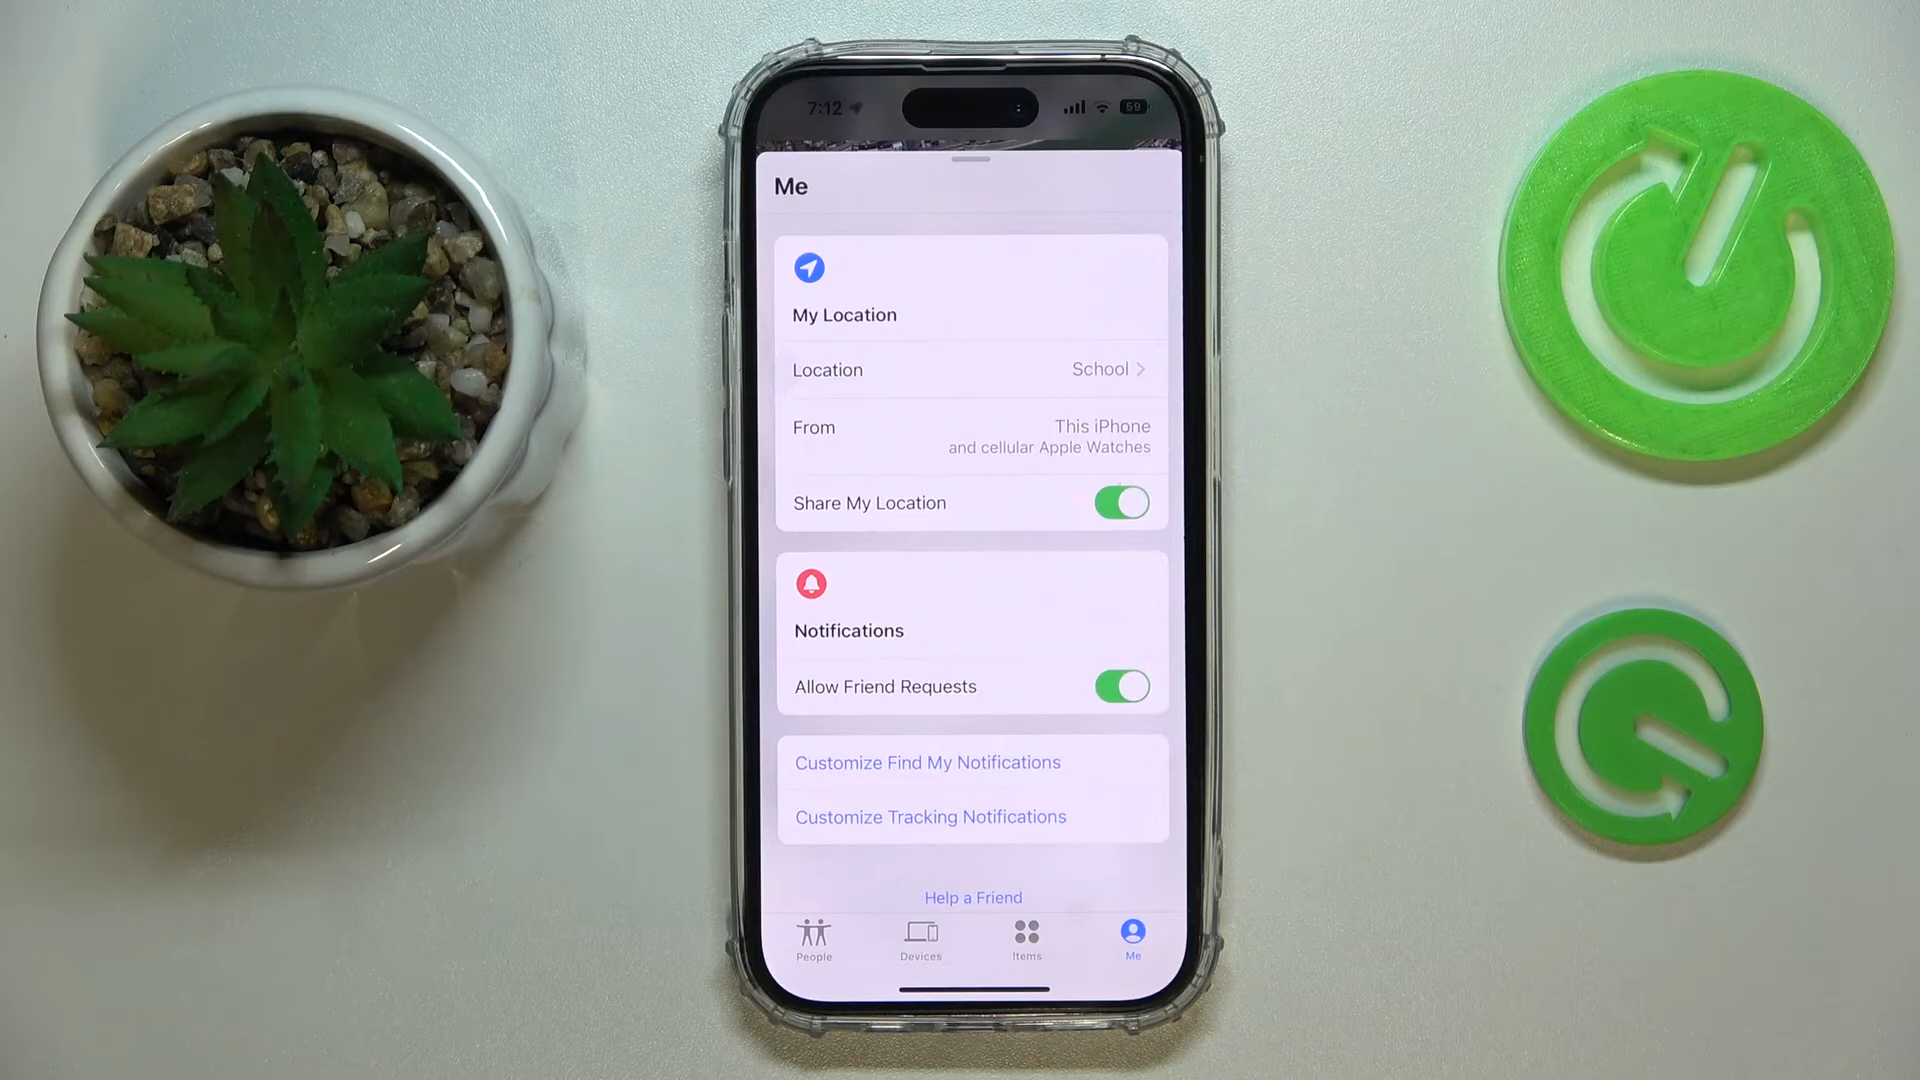 7:12
59
Me
My Location
Location School
From This iPhone
and cellular Apple Watches
Share My Location
Notifications
Allow Friend Requests
Customize Find My Notifications
Customize Tracking Notifications
Help a Friend
People Devices Items Me